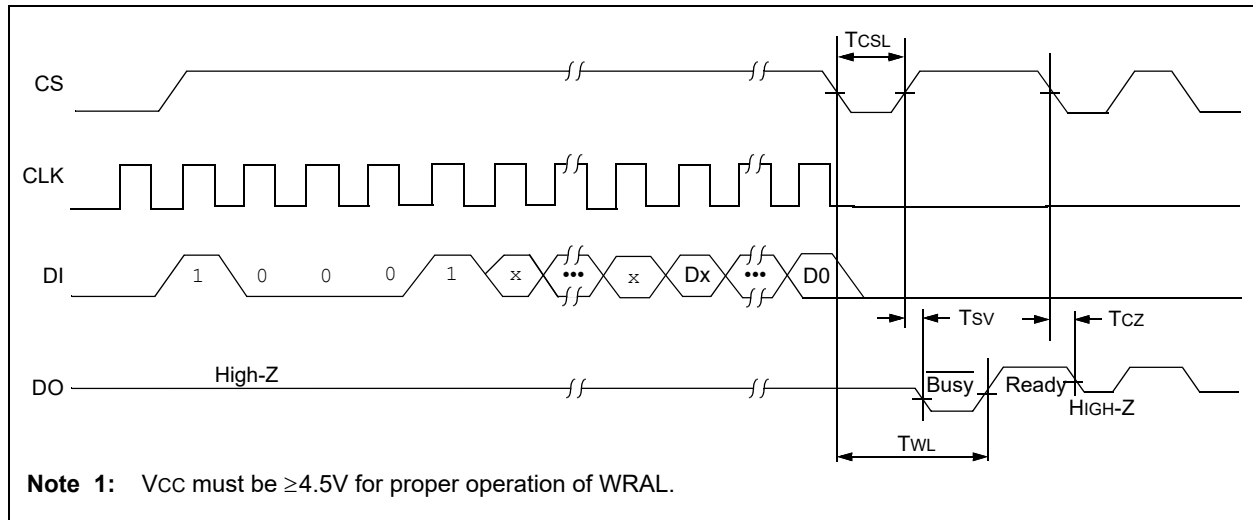 TCSL
CS
CLK
DI 1 0 0 0 1 x ••• x Dx ••• D0
TSV TCZ
DO High-Z Busy Ready HIGH-Z
TWL
Note 1: VCC must be ≥4.5V for proper operation of WRAL.